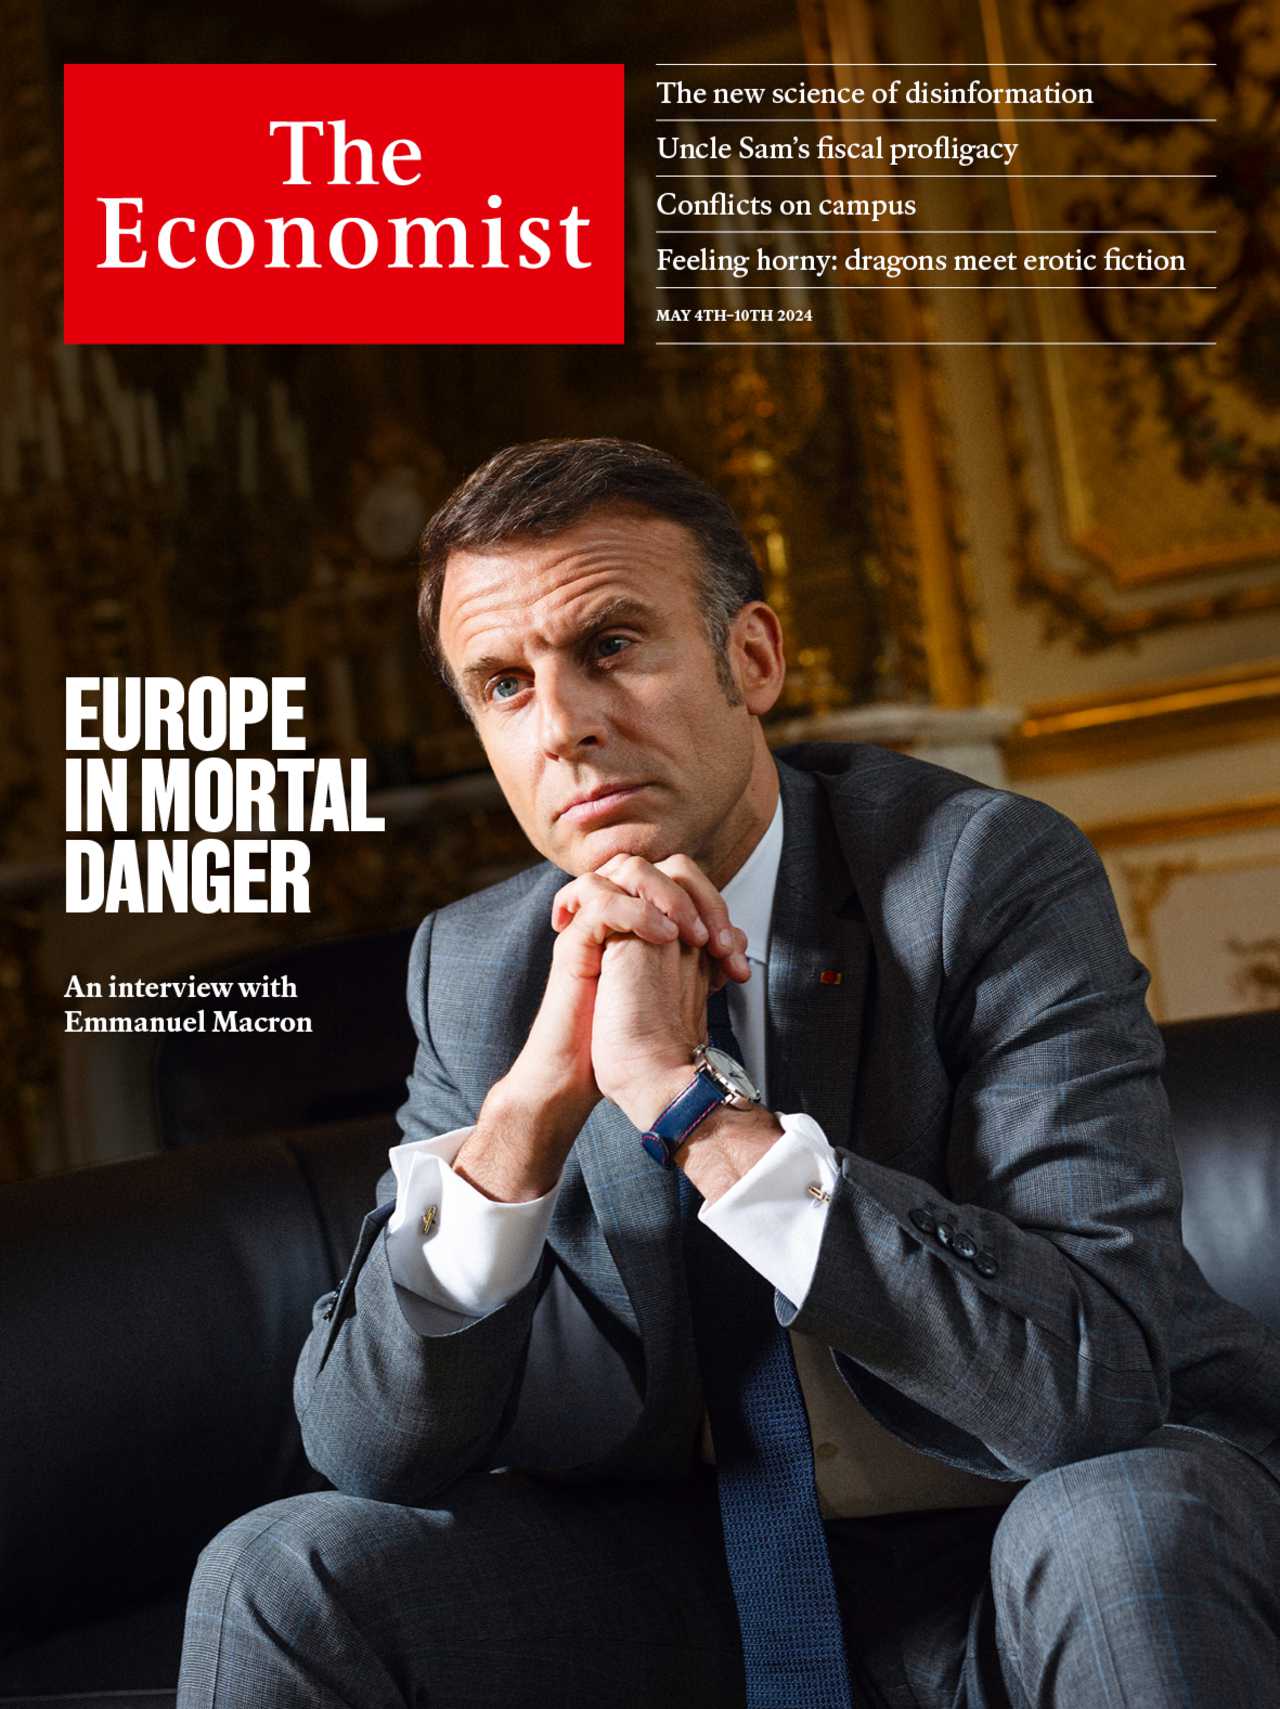 The
Economist
The new science of disinformation
Uncle Sam's fiscal profligacy
Conflicts on campus
Feeling horny: dragons meet erotic fiction
MAY 4TH–10TH 2024
EUROPE
IN MORTAL
DANGER
An interview with
Emmanuel Macron